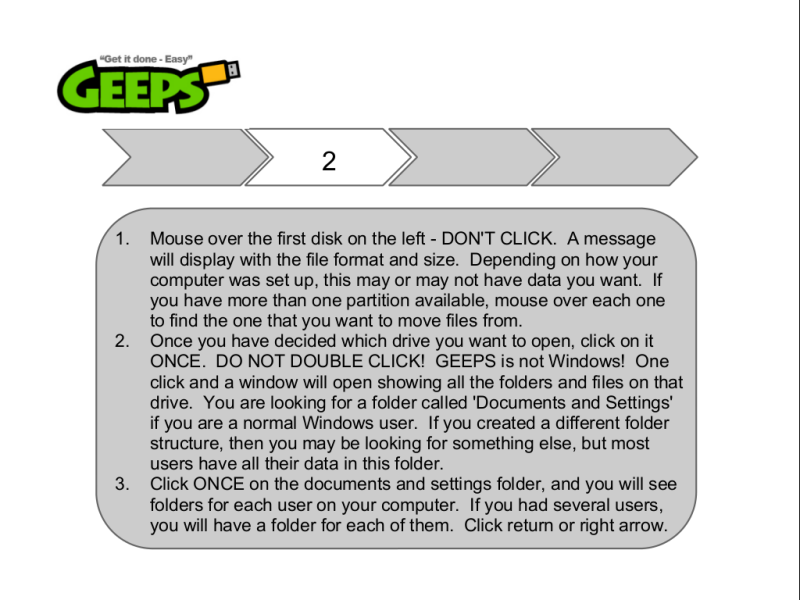 "Get it done - Easy"
GEEPS
2
1. Mouse over the first disk on the left - DON'T CLICK.  A message
will display with the file format and size.  Depending on how your
computer was set up, this may or may not have data you want.  If
you have more than one partition available, mouse over each one
to find the one that you want to move files from.
2. Once you have decided which drive you want to open, click on it
ONCE.  DO NOT DOUBLE CLICK!  GEEPS is not Windows!  One
click and a window will open showing all the folders and files on that
drive.  You are looking for a folder called 'Documents and Settings'
if you are a normal Windows user.  If you created a different folder
structure, then you may be looking for something else, but most
users have all their data in this folder.
3. Click ONCE on the documents and settings folder, and you will see
folders for each user on your computer.  If you had several users,
you will have a folder for each of them.  Click return or right arrow.